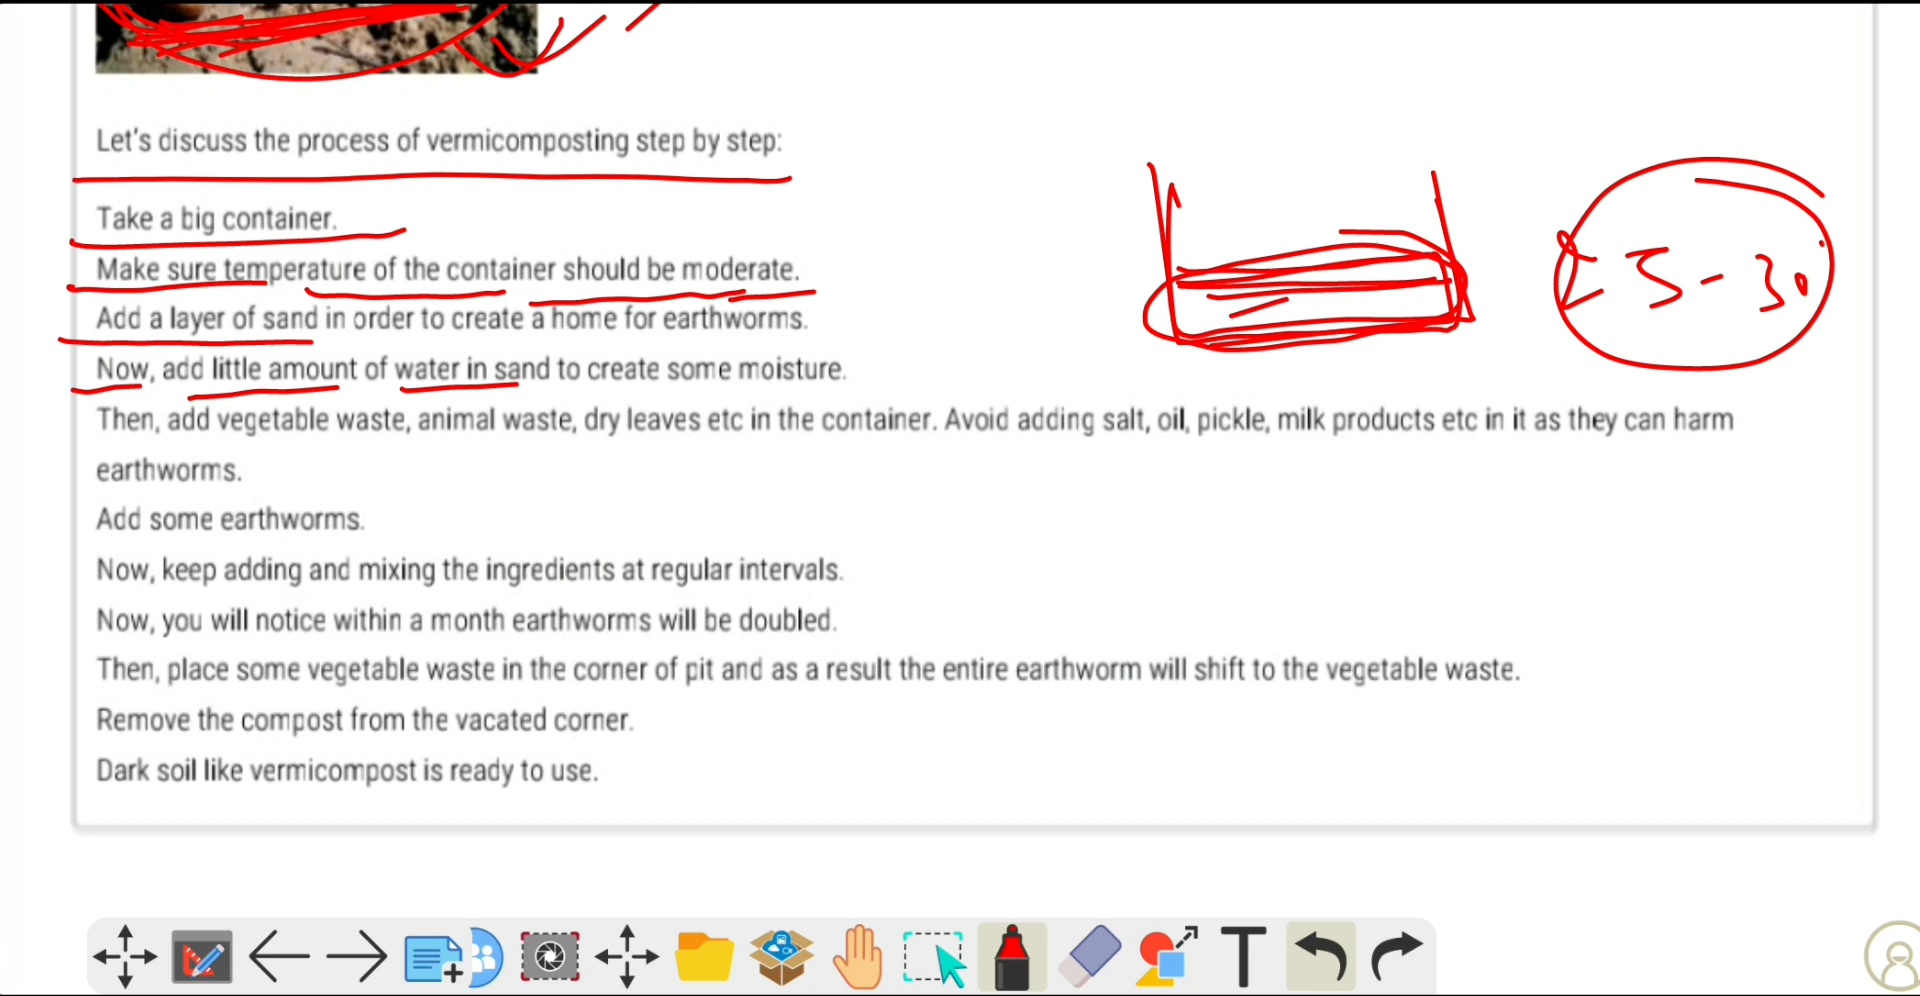 Let's discuss the process of vermicomposting step by step:
Take a big container.
Make sure temperature of the container should be moderate.
25-30
Add a layer of sand in order to create a home for earthworms.
Now, add little amount of water in sand to create some moisture.
Then, add vegetable waste, animal waste, dry leaves etc in the container. Avoid adding salt, oil, pickle, milk products etc in it as they can harm
earthworms.
Add some earthworms.
Now, keep adding and mixing the ingredients at regular intervals.
Now, you will notice within a month earthworms will be doubled.
Then, place some vegetable waste in the corner of pit and as a result the entire earthworm will shift to the vegetable waste.
Remove the compost from the vacated corner.
Dark soil like vermicompost is ready to use.
T